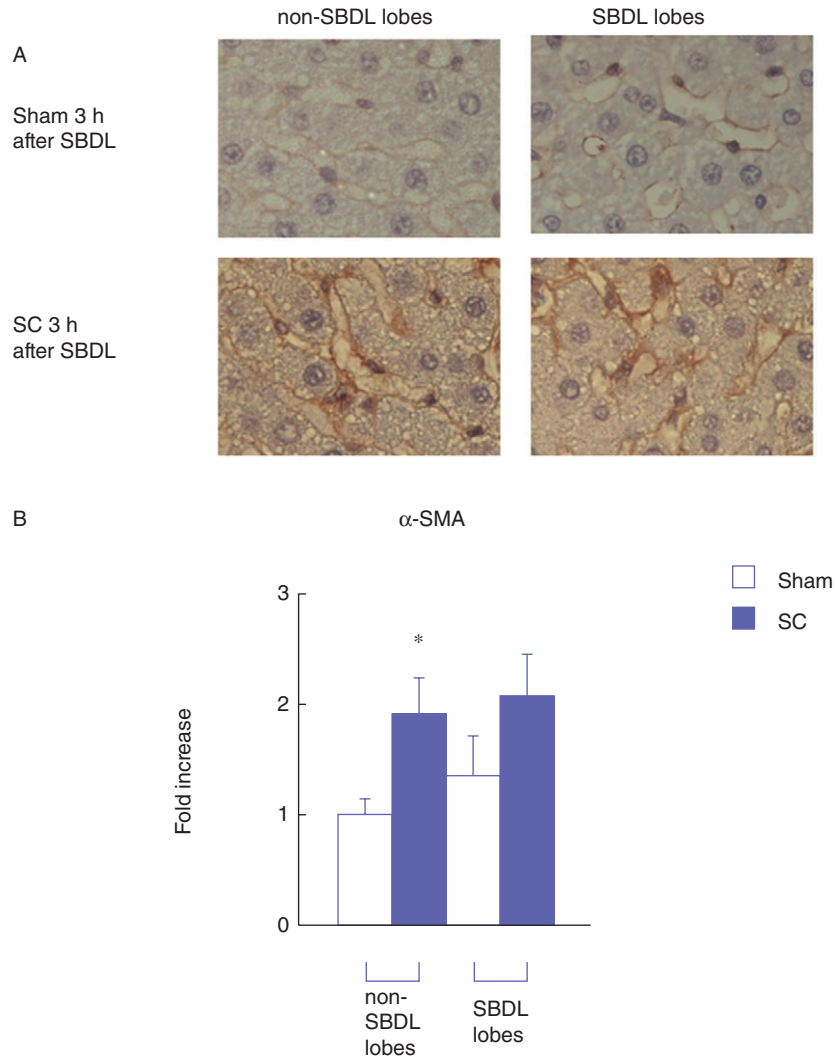 non-SBDL lobes
SBDL lobes
A
Sham 3 h
after SBDL
SC 3 h
after SBDL
B
α-SMA
Sham
SC
3
2
1
0
*
Fold increase
non-
SBDL
lobes
SBDL
lobes